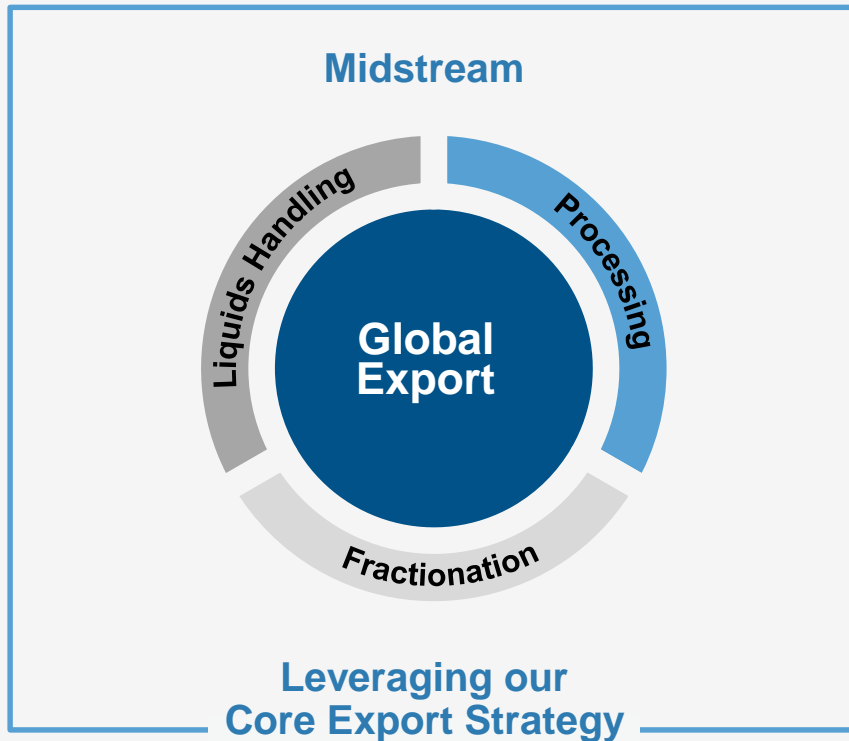 Midstream
Liquids Handling
Processing
Global
Export
Fractionation
Leveraging our
Core Export Strategy